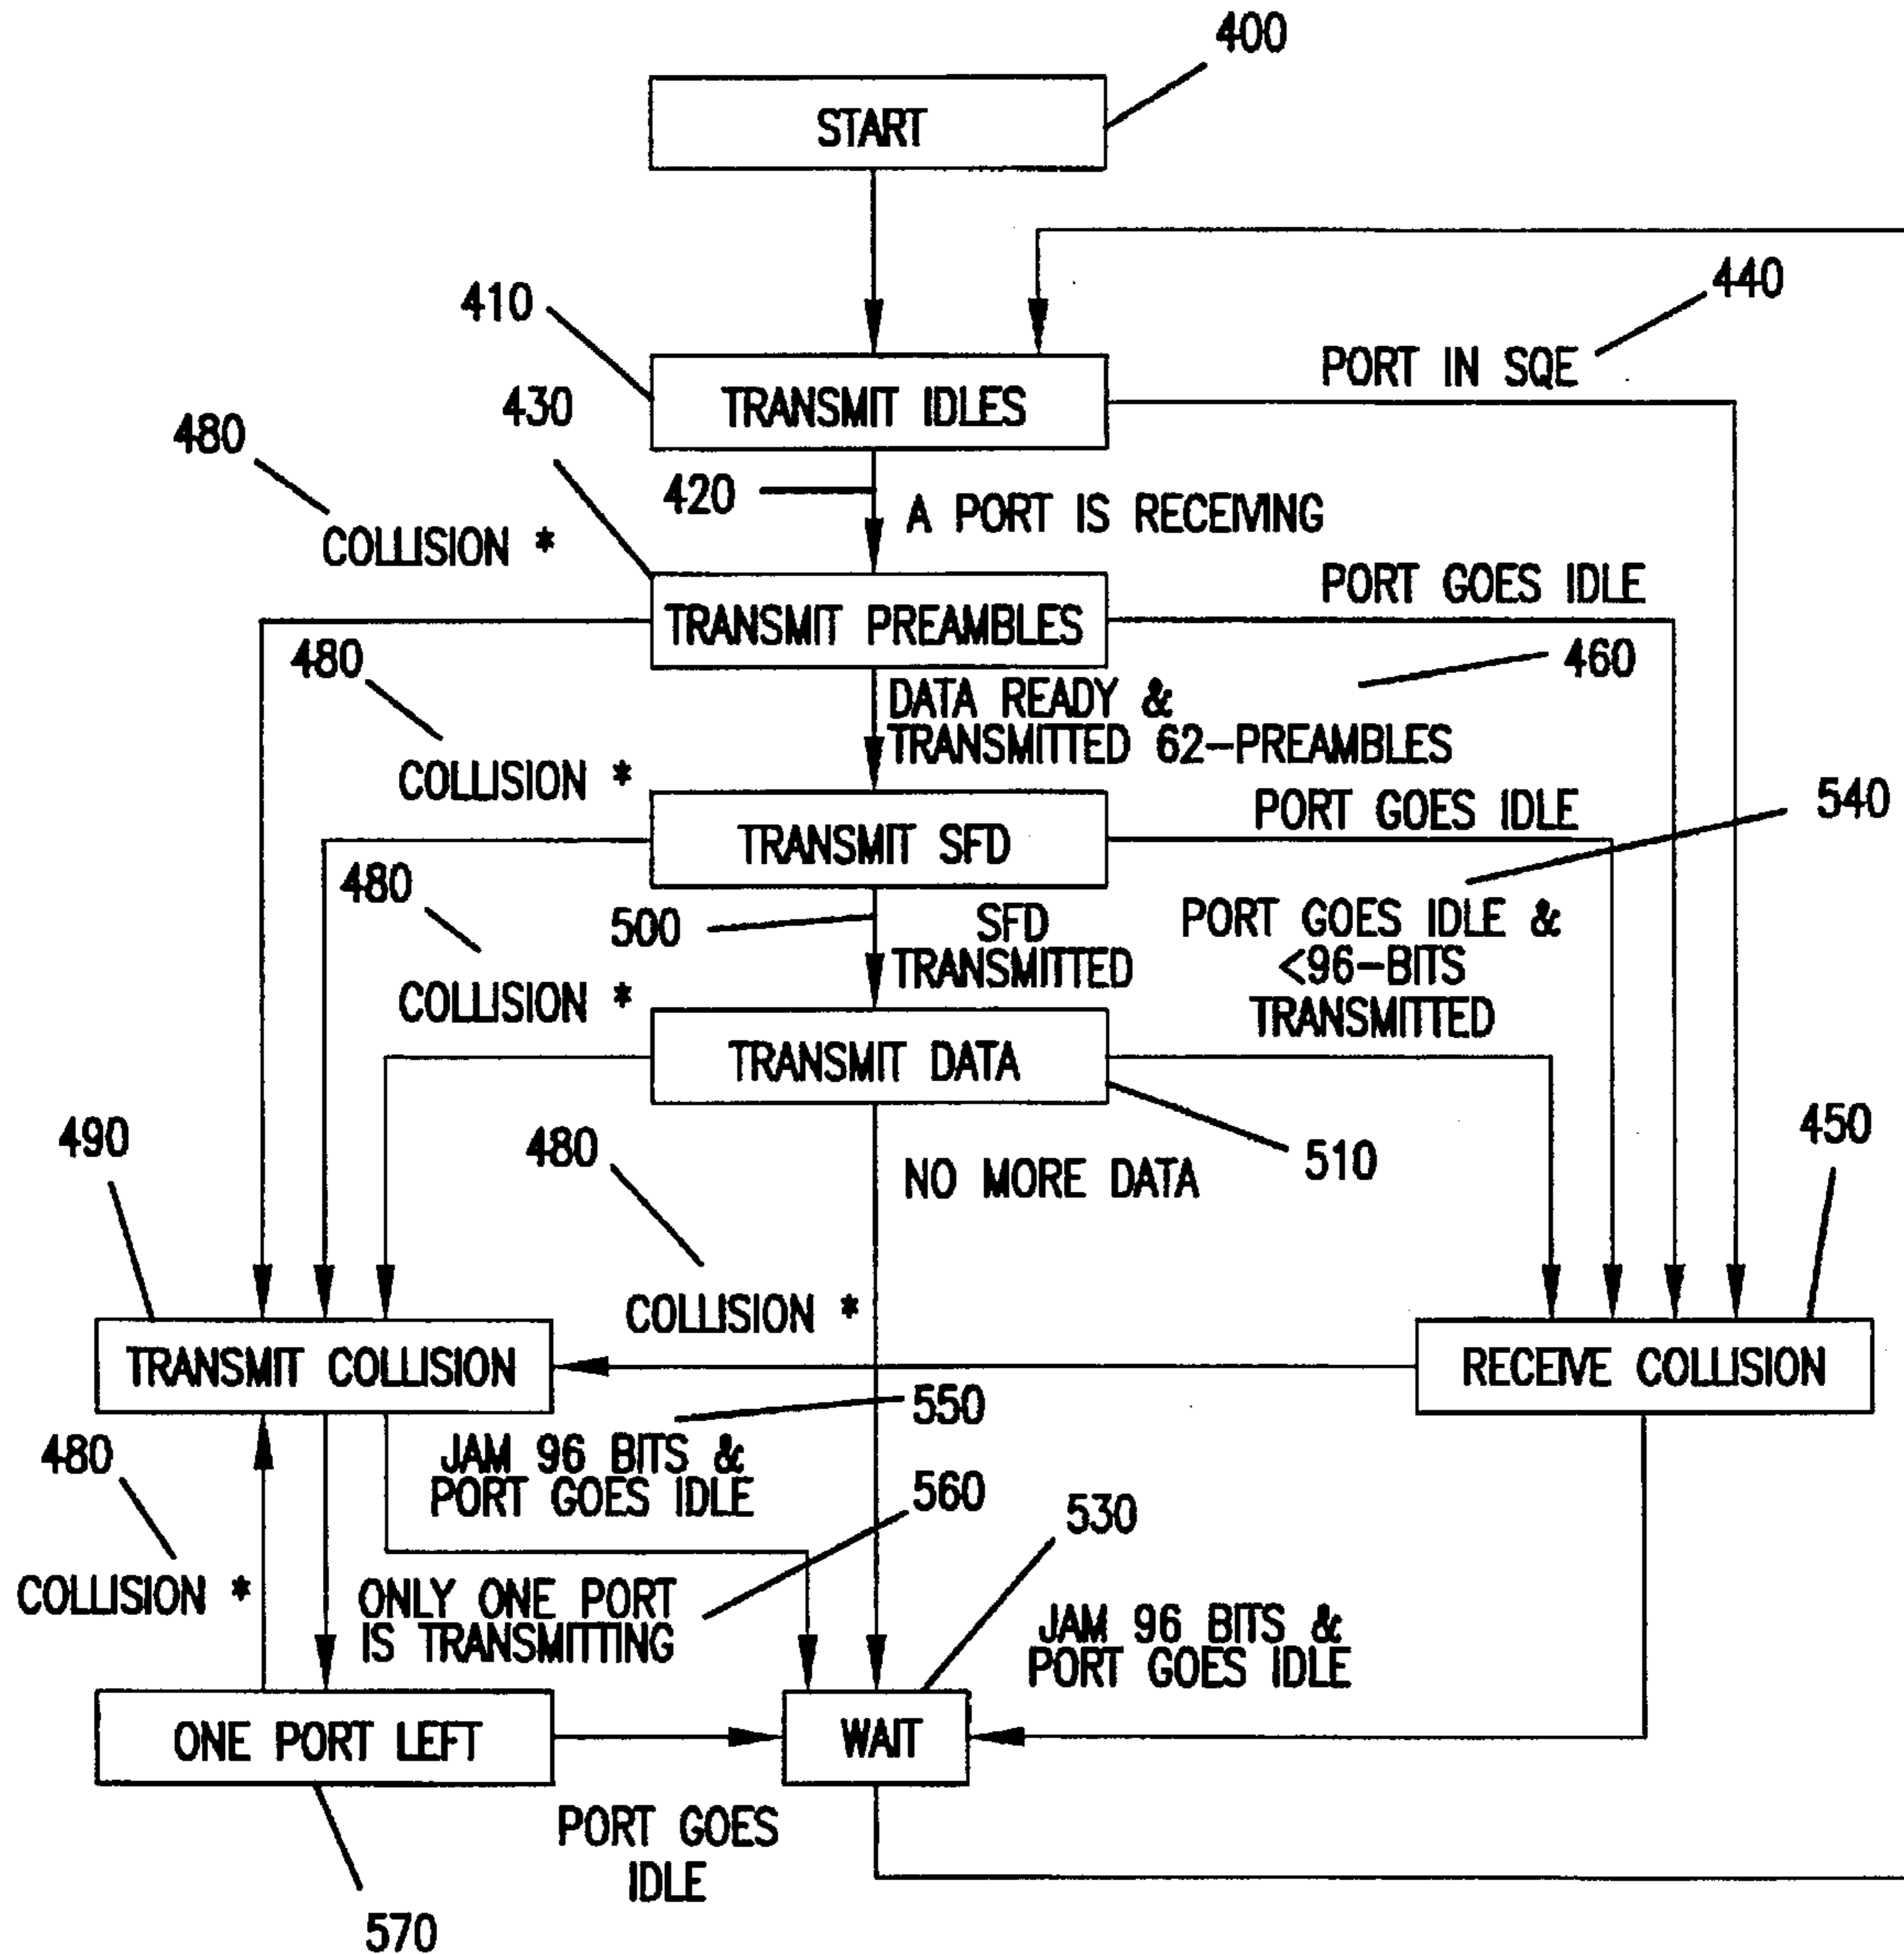 400
START
440
410
PORT IN SQE
TRANSMIT IDLES
430
480
420
A PORT IS RECEIVING
COLLISION *
PORT GOES IDLE
TRANSMIT PREAMBLES
480
460
DATA READY &
TRANSMITTED 62-PREAMBLES
COLLISION *
540
PORT GOES IDLE
TRANSMIT SFD
480
500
SFD
TRANSMITTED
PORT GOES IDLE &
<96-BITS
TRANSMITTED
COLLISION *
TRANSMIT DATA
490
480
NO MORE DATA
510
450
COLLISION *
TRANSMIT COLLISION
RECEIVE COLLISION
550
480
JAM 96 BITS &
PORT GOES IDLE
560
530
COLLISION *
ONLY ONE PORT
IS TRANSMITTING
JAM 96 BITS &
PORT GOES IDLE
ONE PORT LEFT
WAIT
PORT GOES
IDLE
570